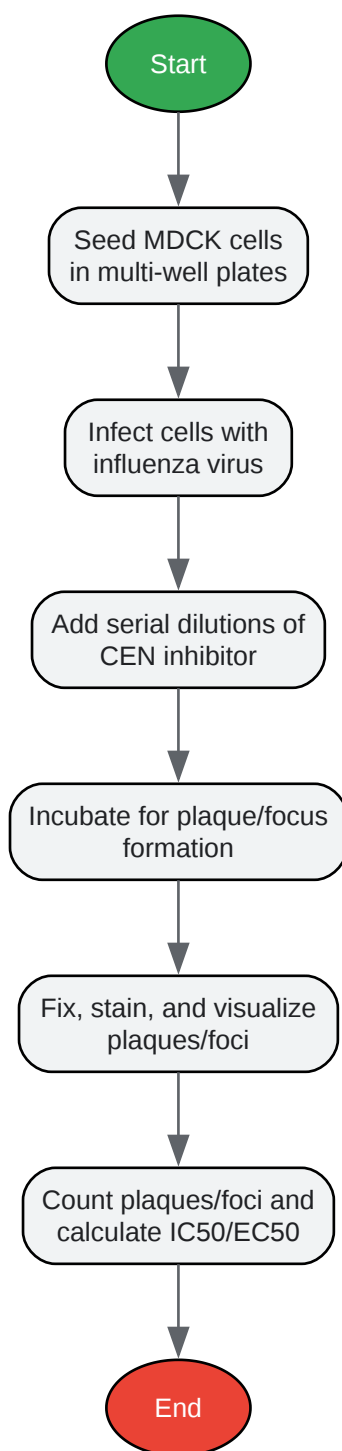 Start
Seed MDCK cells
in multi-well plates
Infect cells with
influenza virus
Add serial dilutions of
CEN inhibitor
Incubate for plaque/focus
formation
Fix, stain, and visualize
plaques/foci
Count plaques/foci and
calculate IC50/EC50
End